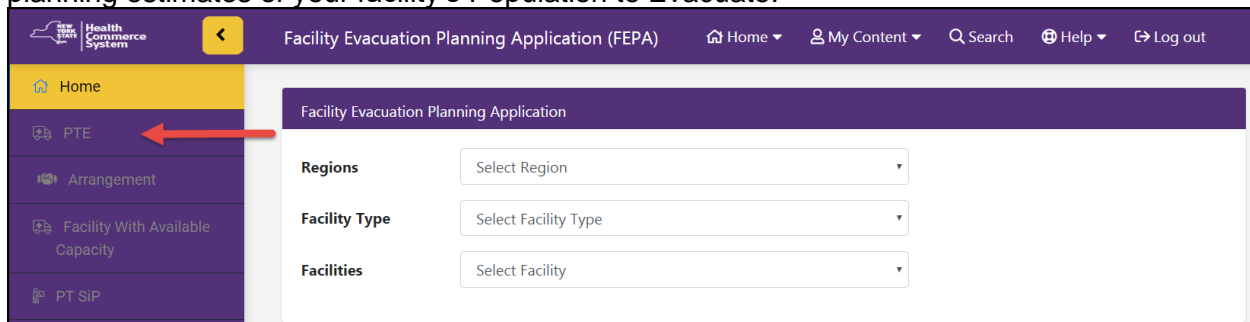 planning estimates of your facility's Population to Evacuate.
NEW YORK STATE Health Commerce System
Facility Evacuation Planning Application (FEPA) Home My Content Search Help Log out
Home
PTE
Arrangement
Facility With Available
Capacity
PT SiP
Facility Evacuation Planning Application
Regions Select Region
Facility Type Select Facility Type
Facilities Select Facility